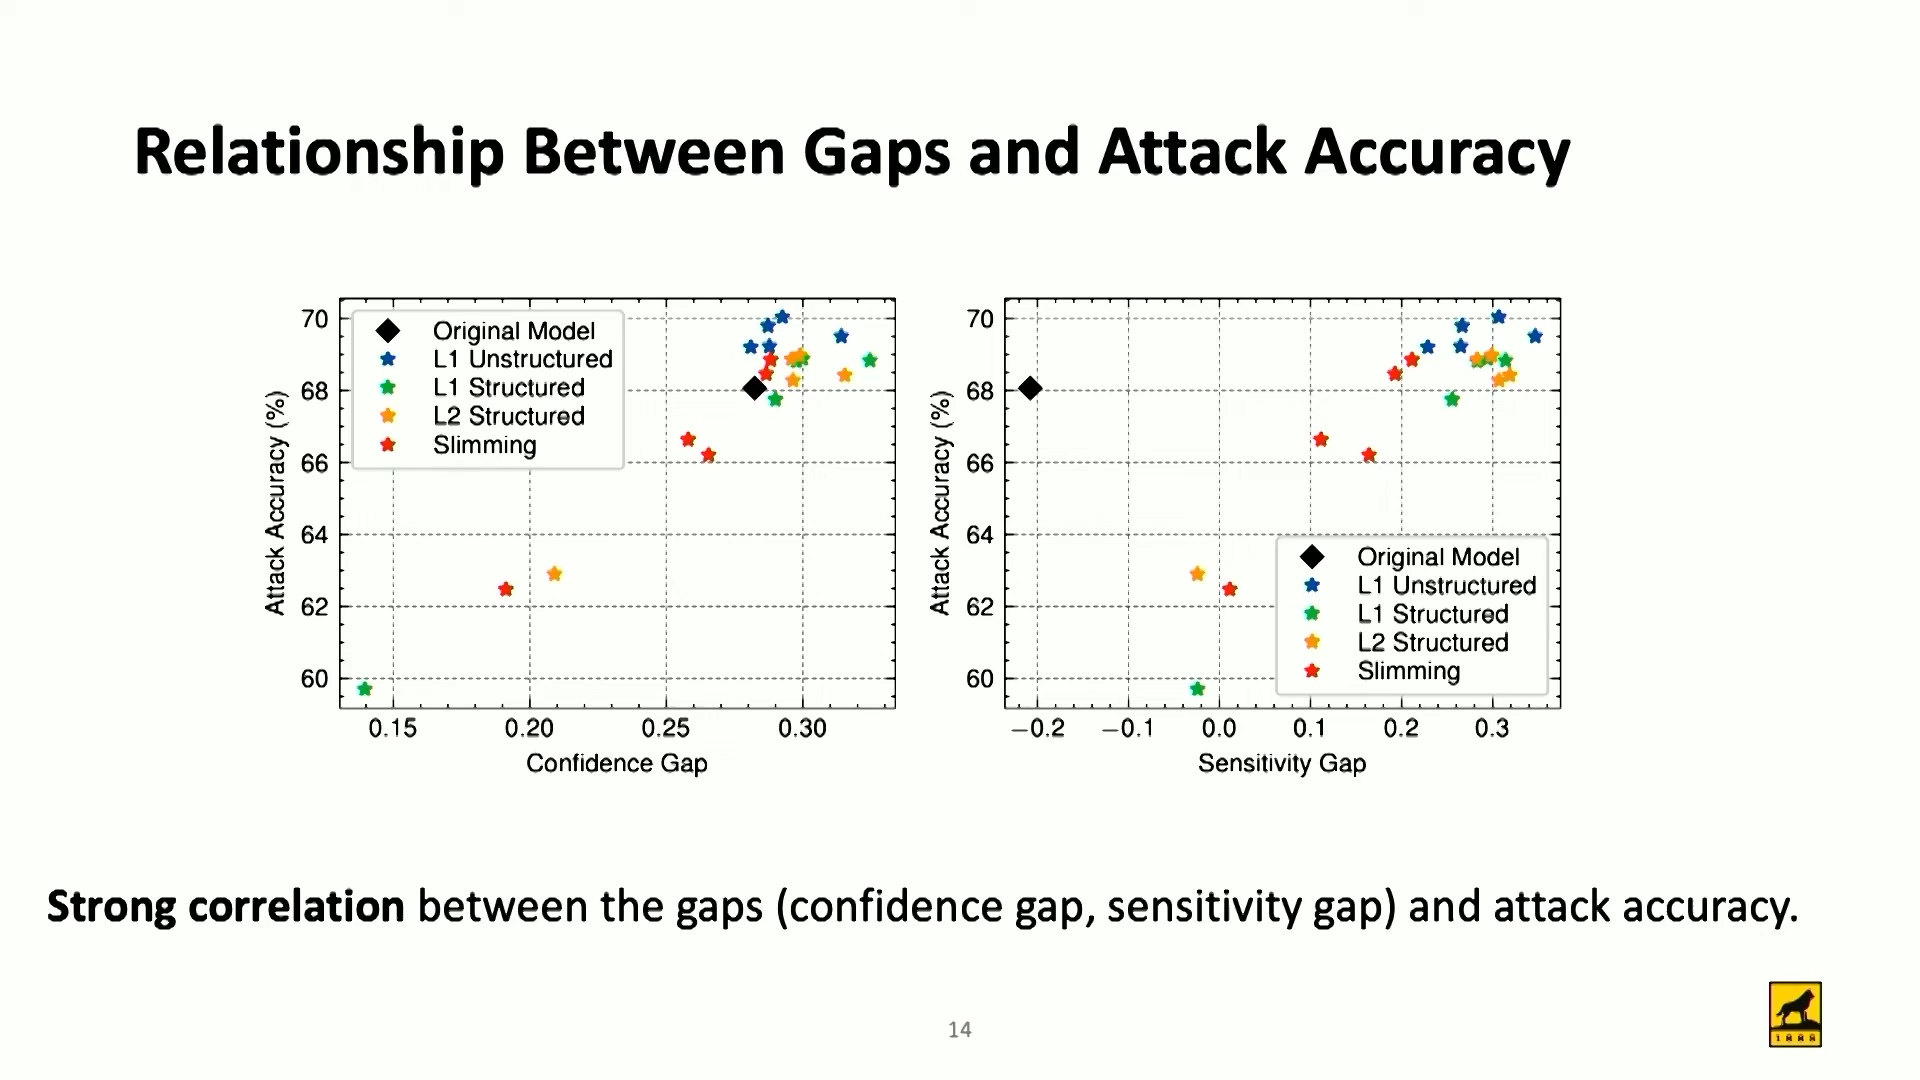 Relationship Between Gaps and Attack Accuracy
Attack Accuracy (%)
70
68
66
64
62
60
Original Model
L1 Unstructured
L1 Structured
L2 Structured
Slimming
0.15 0.20 0.25 0.30
Confidence Gap
Attack Accuracy (%)
70
68
66
64
62
60
Original Model
L1 Unstructured
L1 Structured
L2 Structured
Slimming
−0.2 −0.1 0.0 0.1 0.2 0.3
Sensitivity Gap
Strong correlation between the gaps (confidence gap, sensitivity gap) and attack accuracy.
14
1888